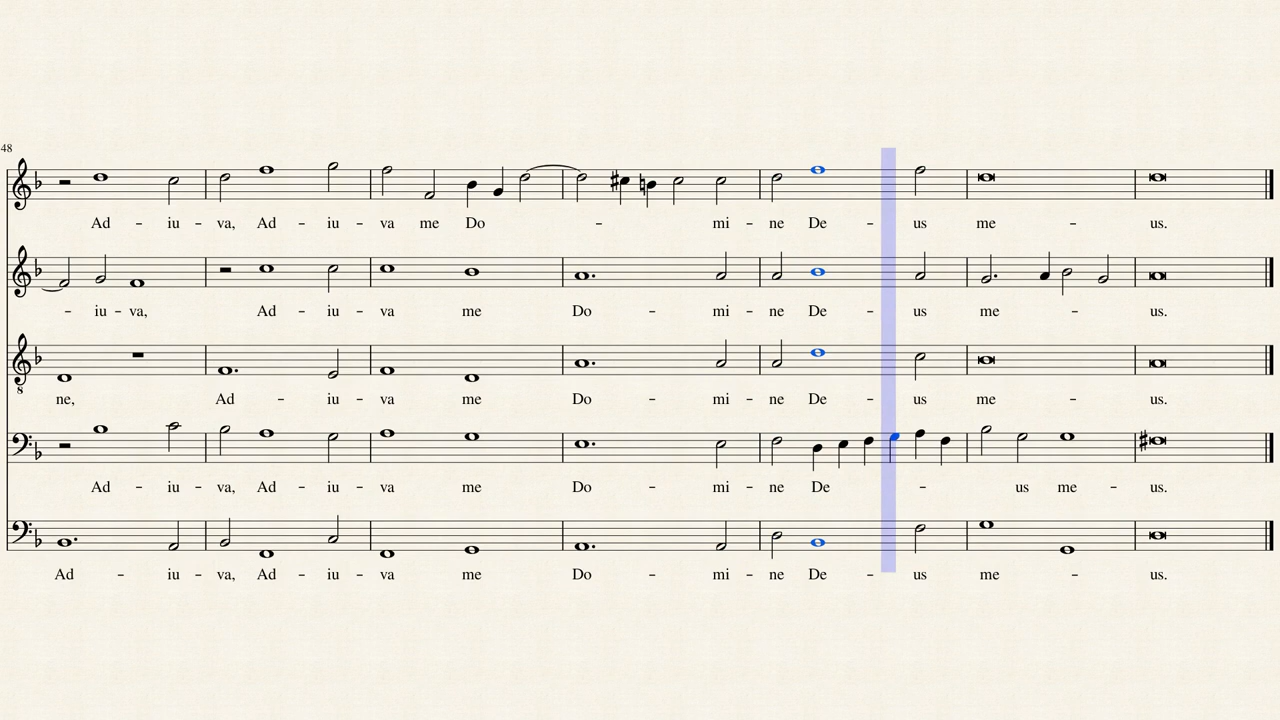 48
Ad - iu - va, Ad - iu - va me Do - mi - ne De - us me - us.
- iu - va, Ad - iu - va me Do - mi - ne De - us me - us.
8
ne, Ad - iu - va me Do - mi - ne De - us me - us.
Ad - iu - va, Ad - iu - va me Do - mi - ne De - us me - us.
Ad - iu - va, Ad - iu - va me Do - mi - ne De - us me - us.